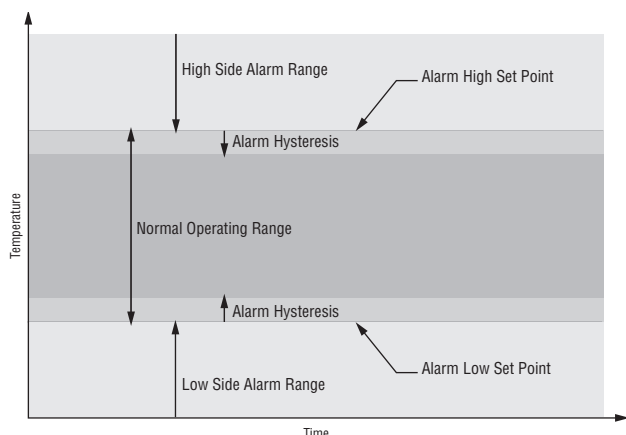 High Side Alarm Range
Alarm High Set Point
Alarm Hysteresis
Temperature
Normal Operating Range
Alarm Hysteresis
Alarm Low Set Point
Low Side Alarm Range
Time